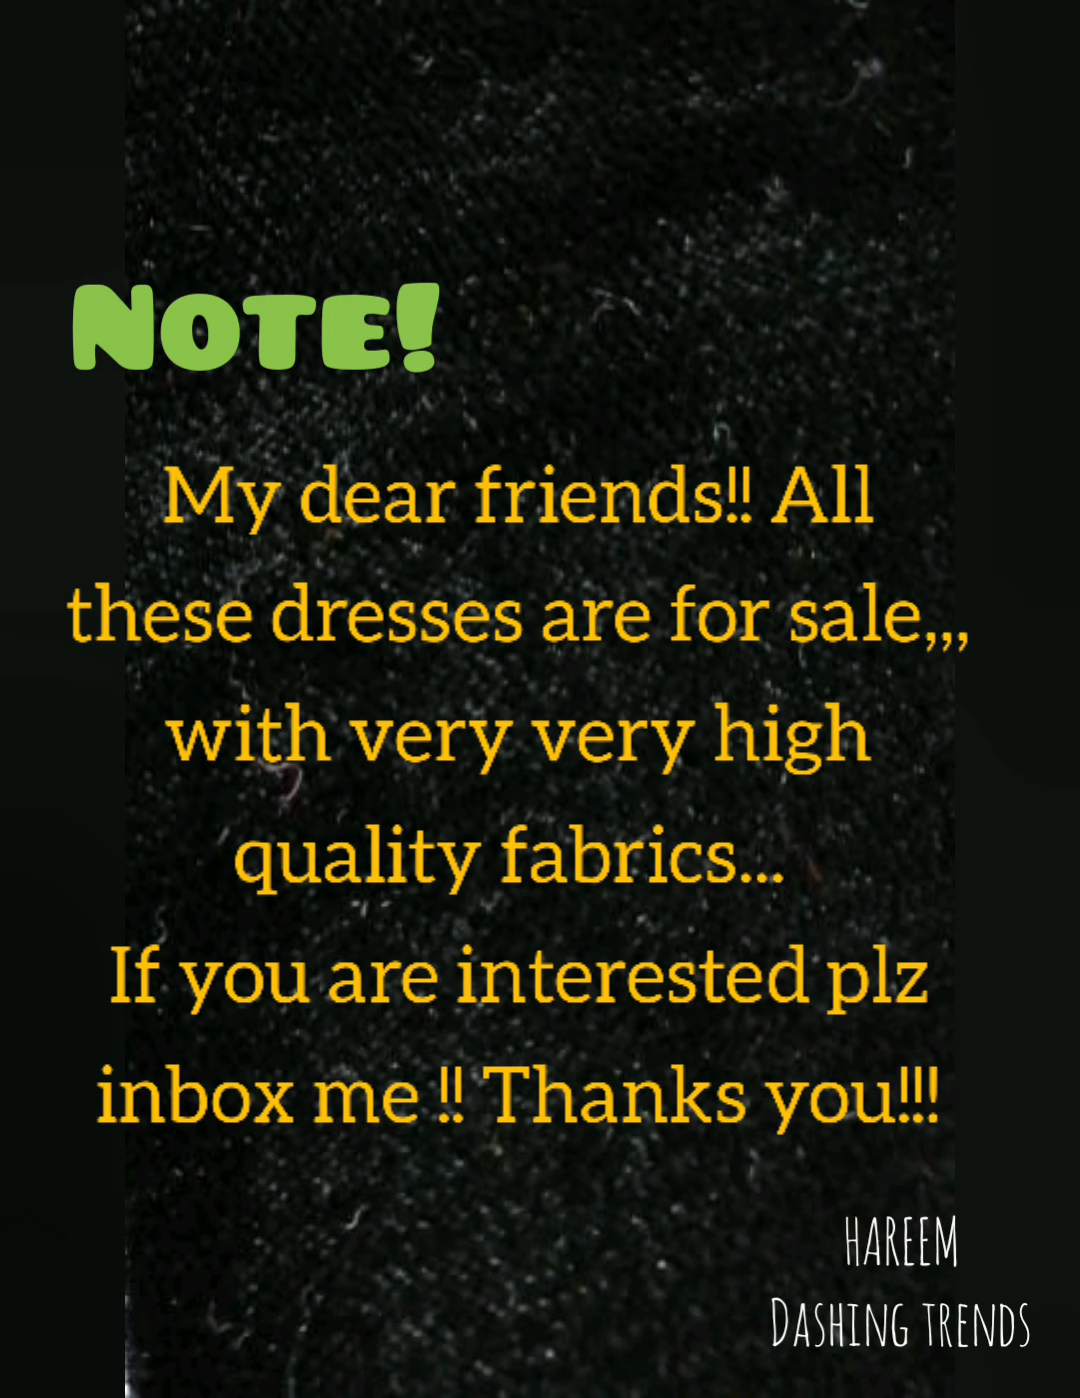 NOTE!
My dear friends!! All
these dresses are for sale,,,
with very very high
quality fabrics...
If you are interested plz
inbox me !! Thanks you!!!
HAREEM
DASHING TRENDS